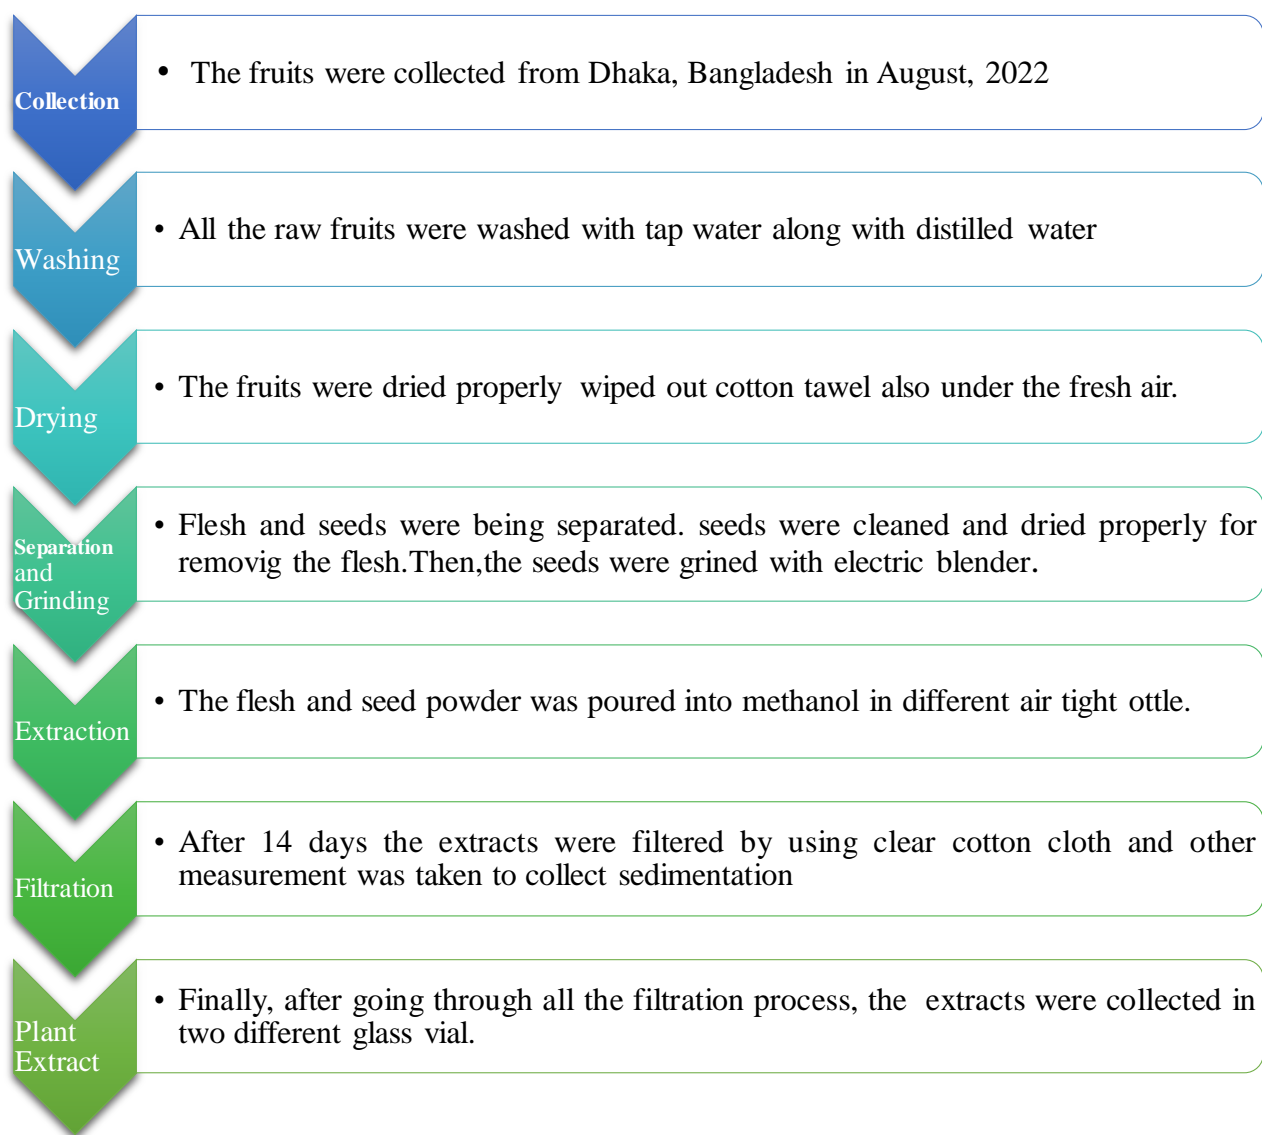 Collection
• The fruits were collected from Dhaka, Bangladesh in August, 2022
Washing
• All the raw fruits were washed with tap water along with distilled water
Drying
• The fruits were dried properly wiped out cotton tawel also under the fresh air.
Separation
and
Grinding
• Flesh and seeds were being separated. seeds were cleaned and dried properly for
removig the flesh.Then,the seeds were grined with electric blender.
Extraction
• The flesh and seed powder was poured into methanol in different air tight ottle.
Filtration
• After 14 days the extracts were filtered by using clear cotton cloth and other
measurement was taken to collect sedimentation
Plant
Extract
• Finally, after going through all the filtration process, the extracts were collected in
two different glass vial.